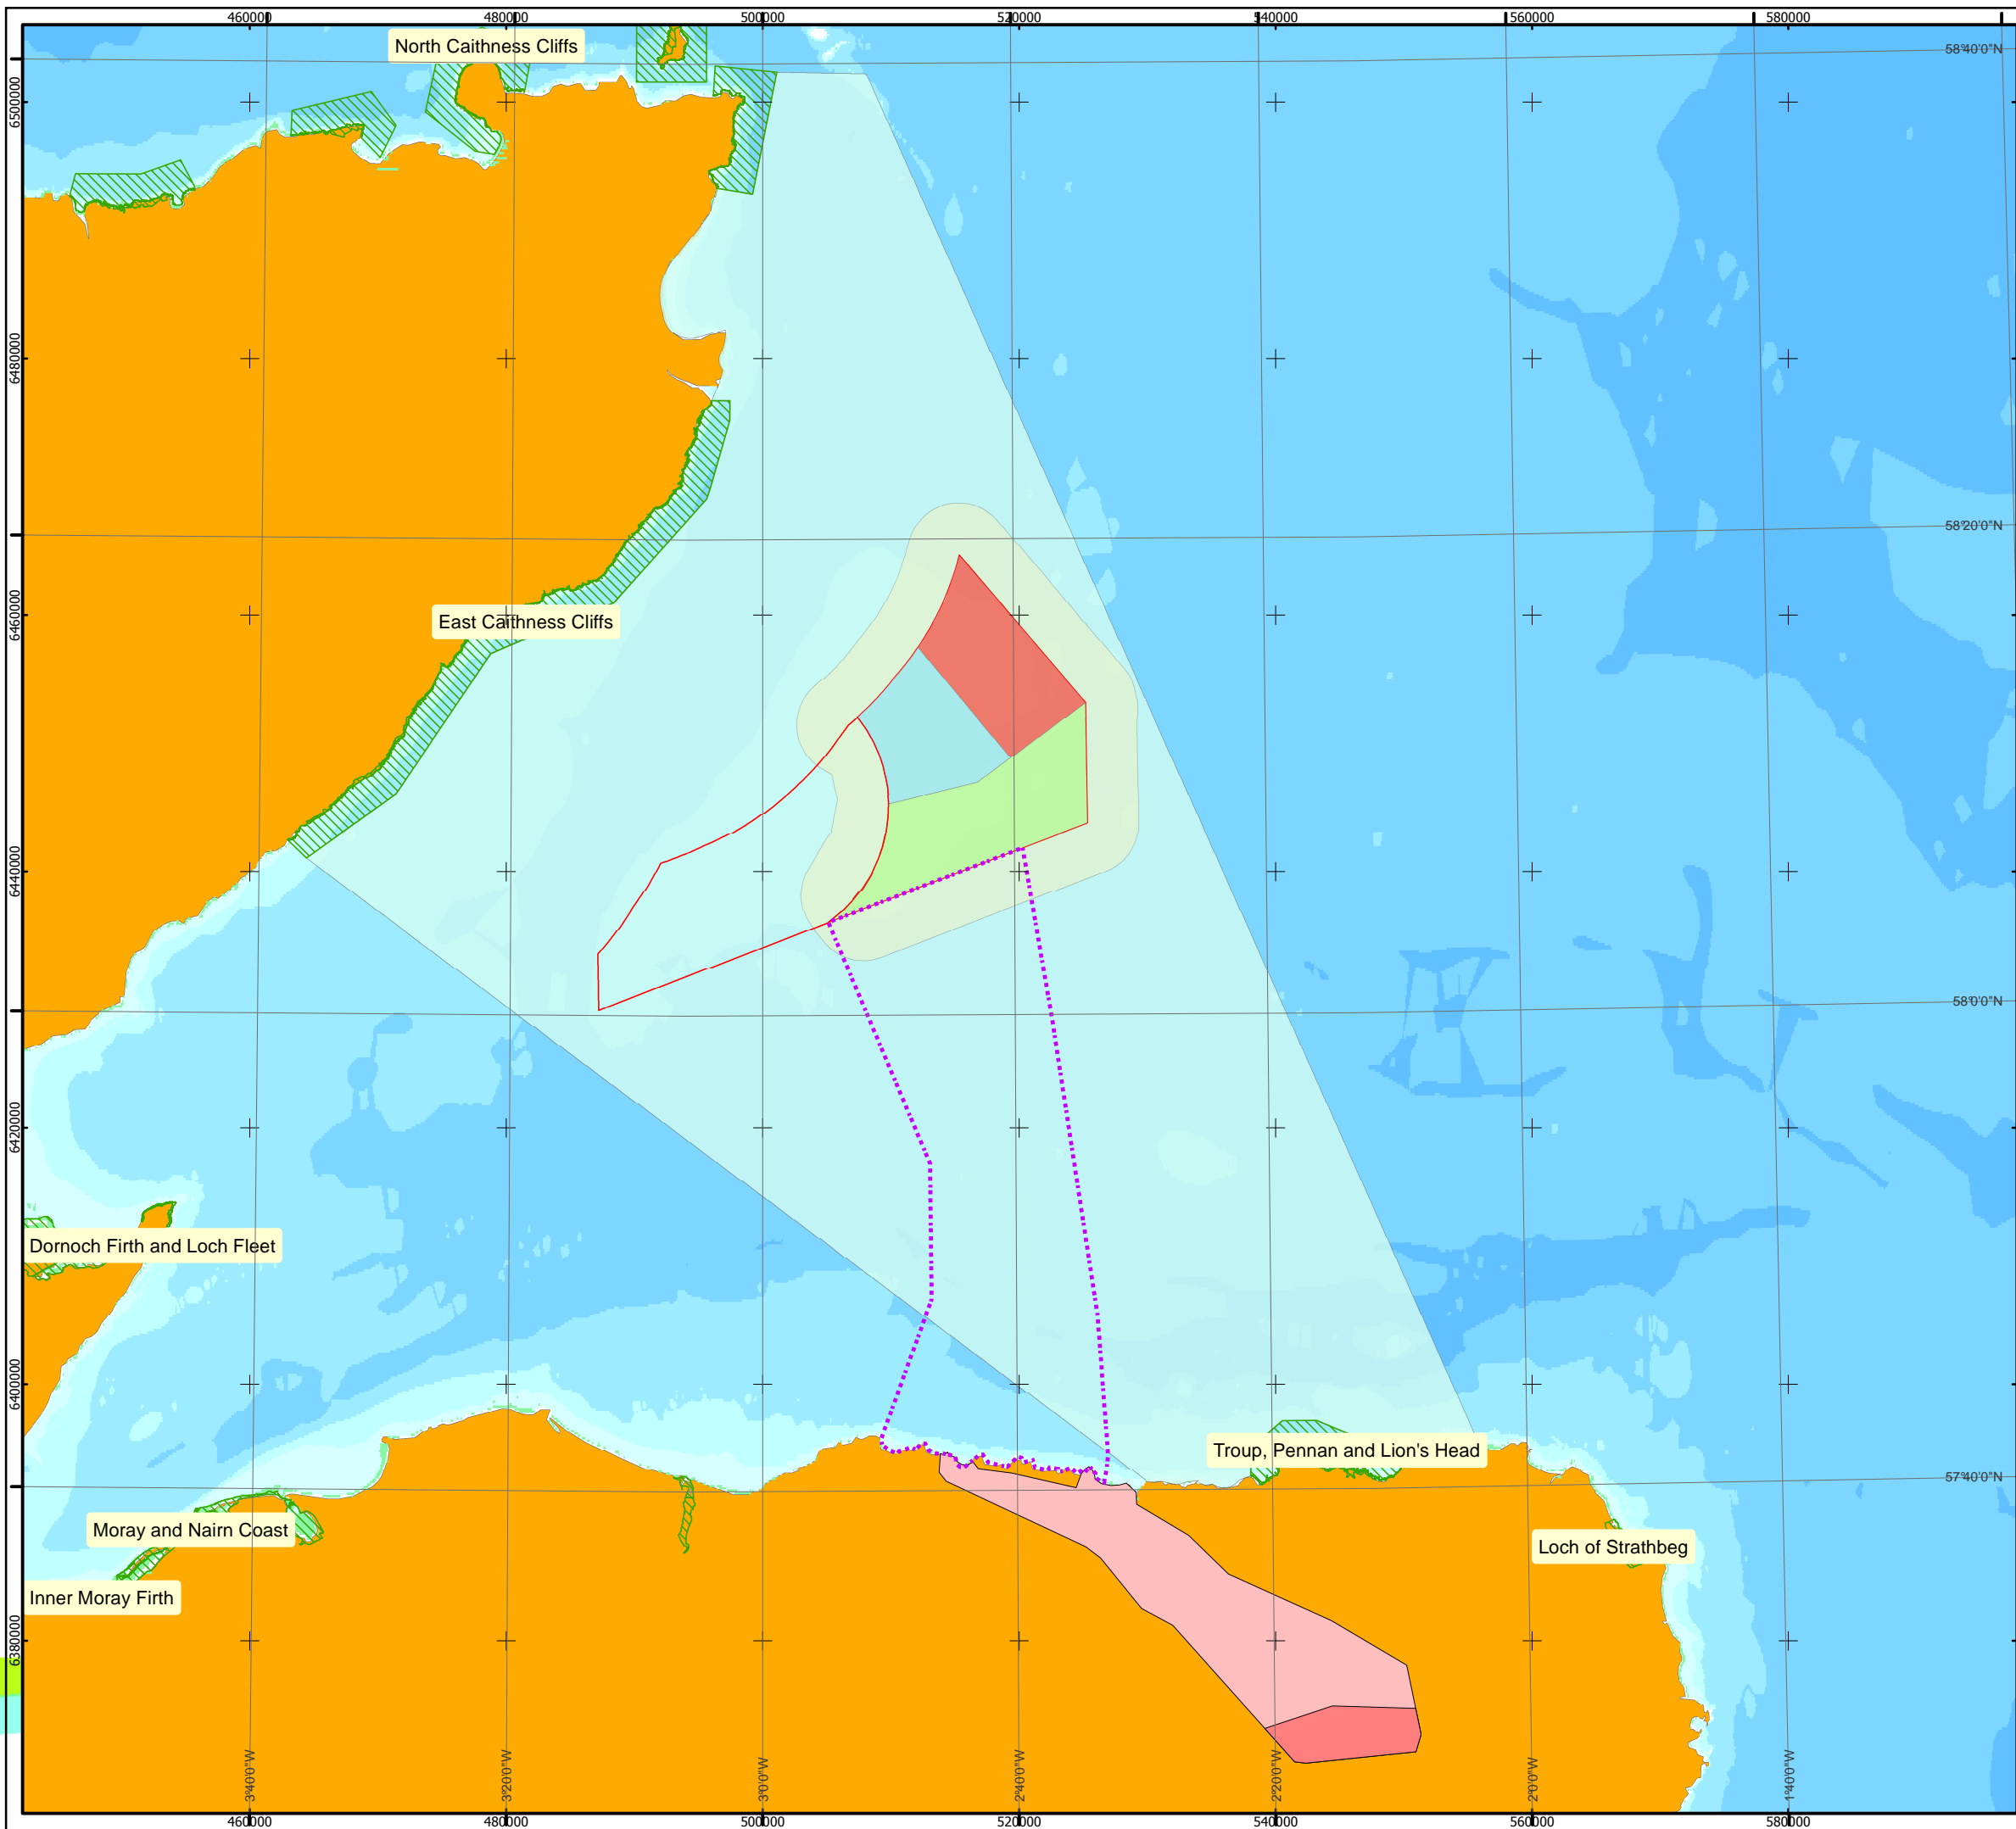 460000 480000 500000 520000 540000 560000 580000
North Caithness Cliffs
58°40'0"N
6500000
6480000
58°20'0"N
6460000
East Caithness Cliffs
6440000
58°0'0"N
6420000
Dornoch Firth and Loch Fleet
6400000
Troup, Pennan and Lion's Head
57°40'0"N
Moray and Nairn Coast
Loch of Strathbeg
Inner Moray Firth
6380000
3°40'0"W 3°20'0"W 3°0'0"W 2°40'0"W 2°20'0"W 2°0'0"W 1°40'0"W
460000 480000 500000 520000 540000 560000 580000